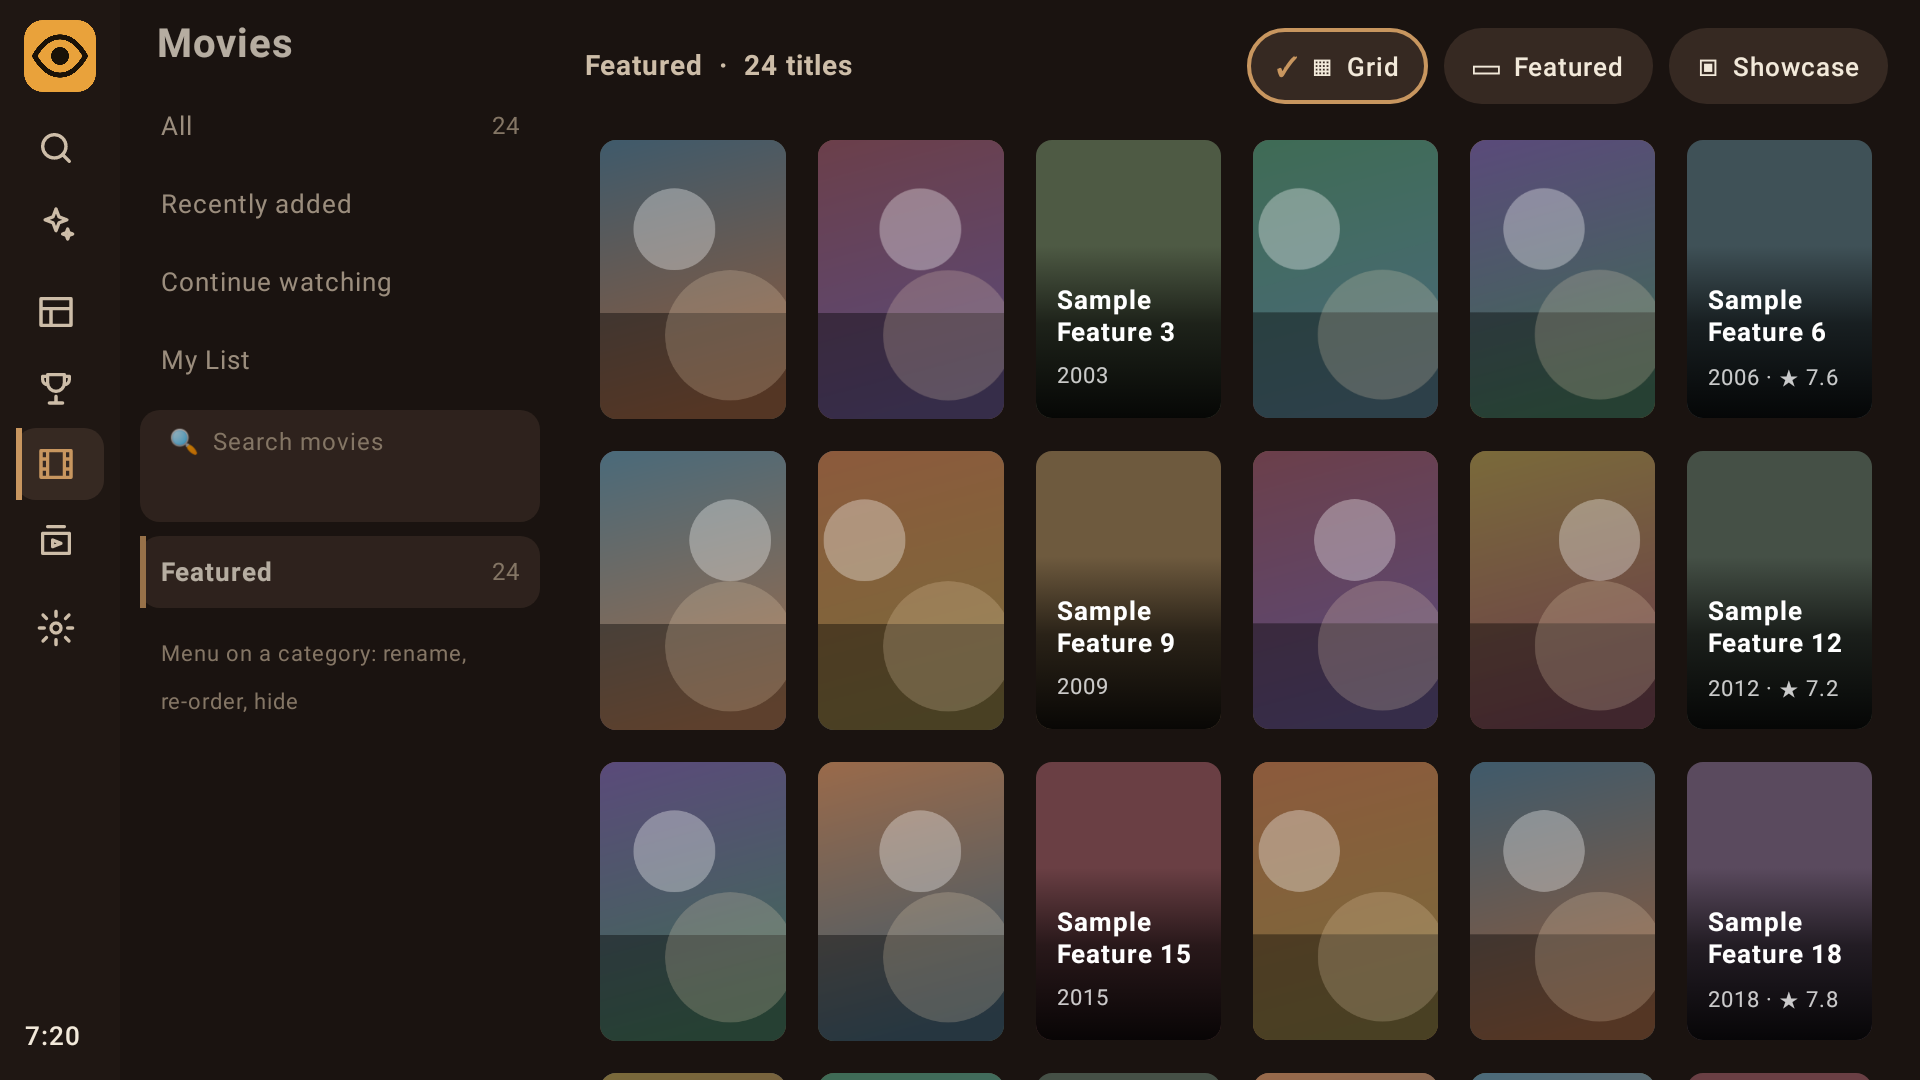 Movies
All 24
Recently added
Continue watching
My List
Search movies
Featured 24
Menu on a category: rename,
re-order, hide
7:20
Featured · 24 titles
✓ Grid
Featured
Showcase
Sample
Feature 3
2003
Sample
Feature 6
2006 · ★ 7.6
Sample
Feature 9
2009
Sample
Feature 12
2012 · ★ 7.2
Sample
Feature 15
2015
Sample
Feature 18
2018 · ★ 7.8